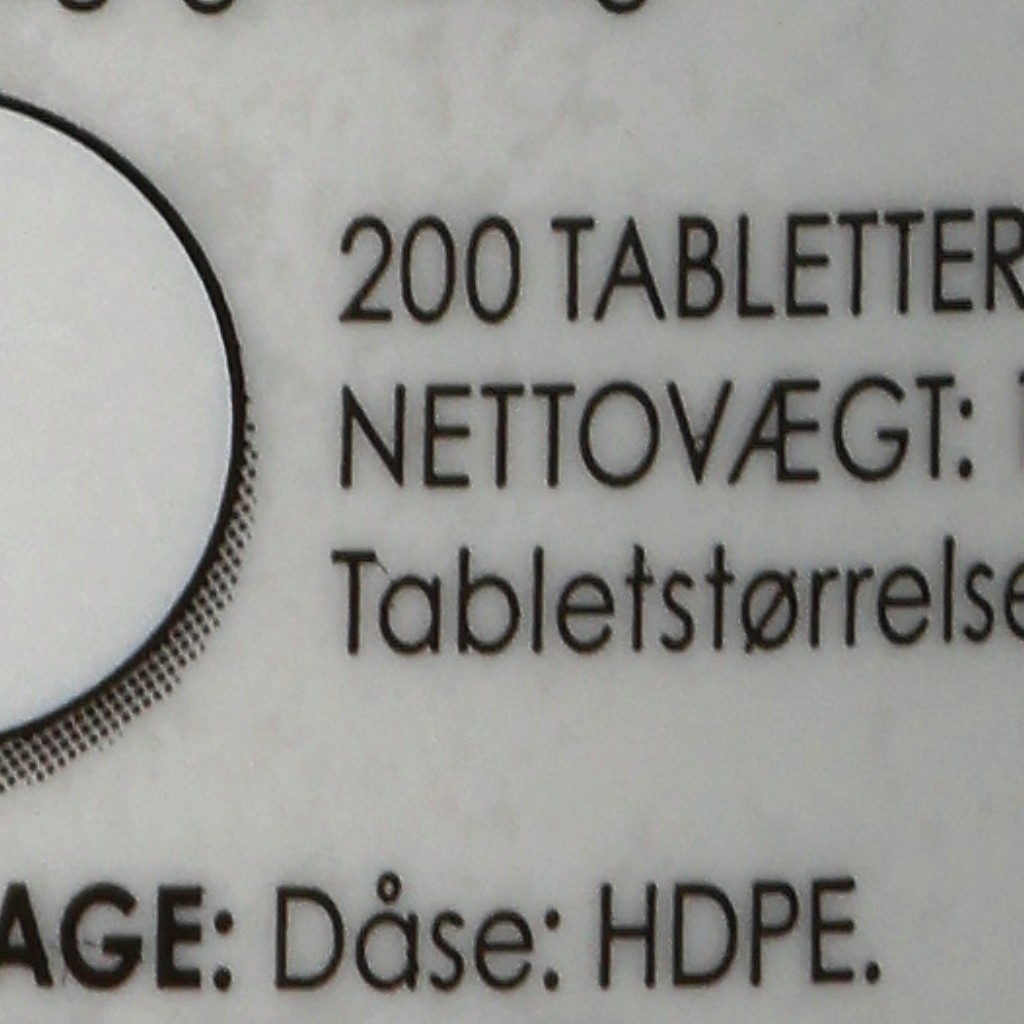 200 TABLETTER
NETTOVÆGT:
Tabletstørrelse
AGE: Dåse: HDPE.